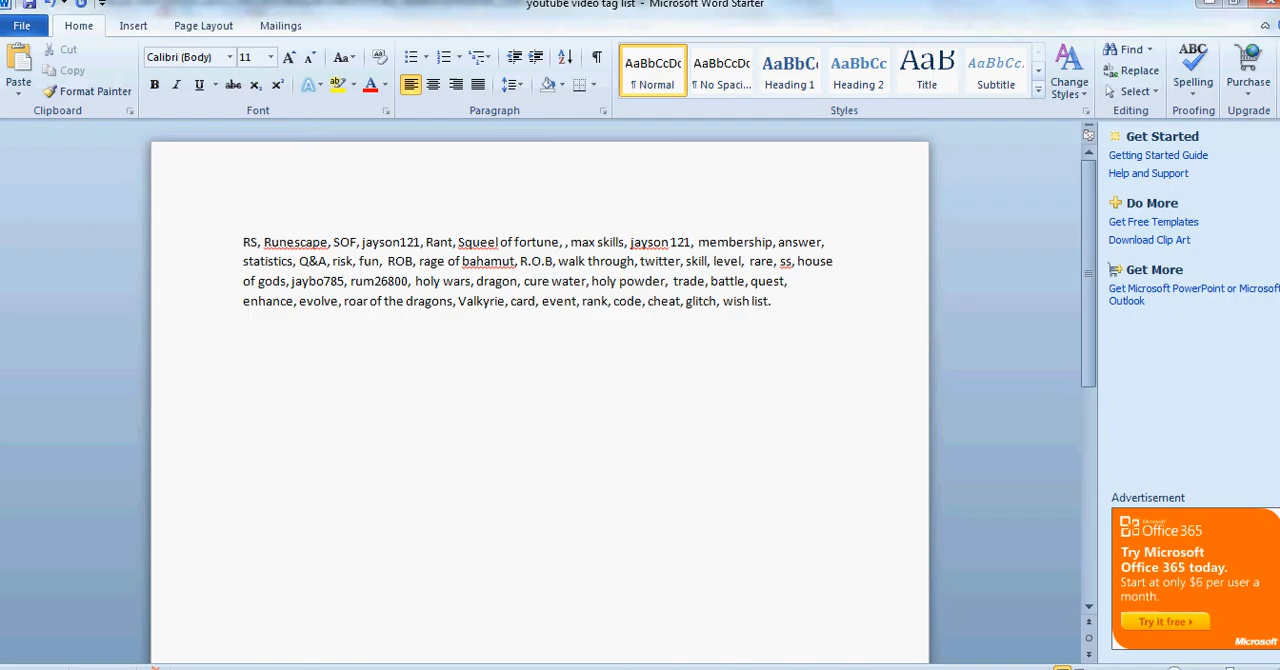 youtube video tag list - Microsoft Word Starter
File Home Insert Page Layout Mailings
Paste Cut Copy Format Painter Clipboard
Calibri (Body) 11 Aa B I U abc X₂ X² A Font
Paragraph
AaBbCcDc ¶ Normal
AaBbCcDc ¶ No Spaci...
AaBbC Heading 1
AaBbCc Heading 2
AaB Title
AaBbCc. Subtitle
Change Styles Styles
Find Replace Select Editing
ABC Spelling Proofing
Purchase Upgrade
RS, Runescape, SOF, jayson121, Rant, Squeel of fortune, , max skills, jayson 121, membership, answer,
statistics, Q&A, risk, fun, ROB, rage of bahamut, R.O.B, walk through, twitter, skill, level, rare, ss, house
of gods, jaybo785, rum26800, holy wars, dragon, cure water, holy powder, trade, battle, quest,
enhance, evolve, roar of the dragons, Valkyrie, card, event, rank, code, cheat, glitch, wish list.
Get Started
Getting Started Guide
Help and Support
Do More
Get Free Templates
Download Clip Art
Get More
Get Microsoft PowerPoint or Microsoft
Outlook
Advertisement
Microsoft
Office 365
Try Microsoft
Office 365 today.
Start at only $6 per user a
month.
Try it free
Microsoft